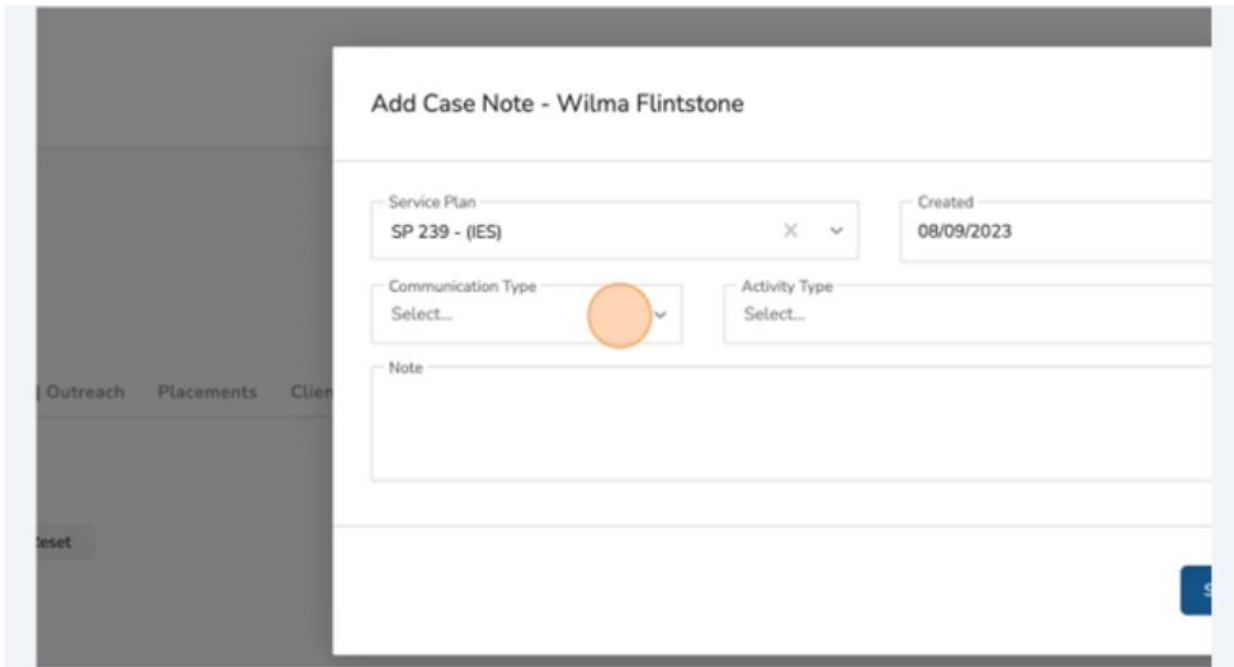 Add Case Note - Wilma Flintstone
Service Plan
Created
SP 239 - (IES)
08/09/2023
Communication Type
Activity Type
Select...
Select...
Note
Outreach Placements